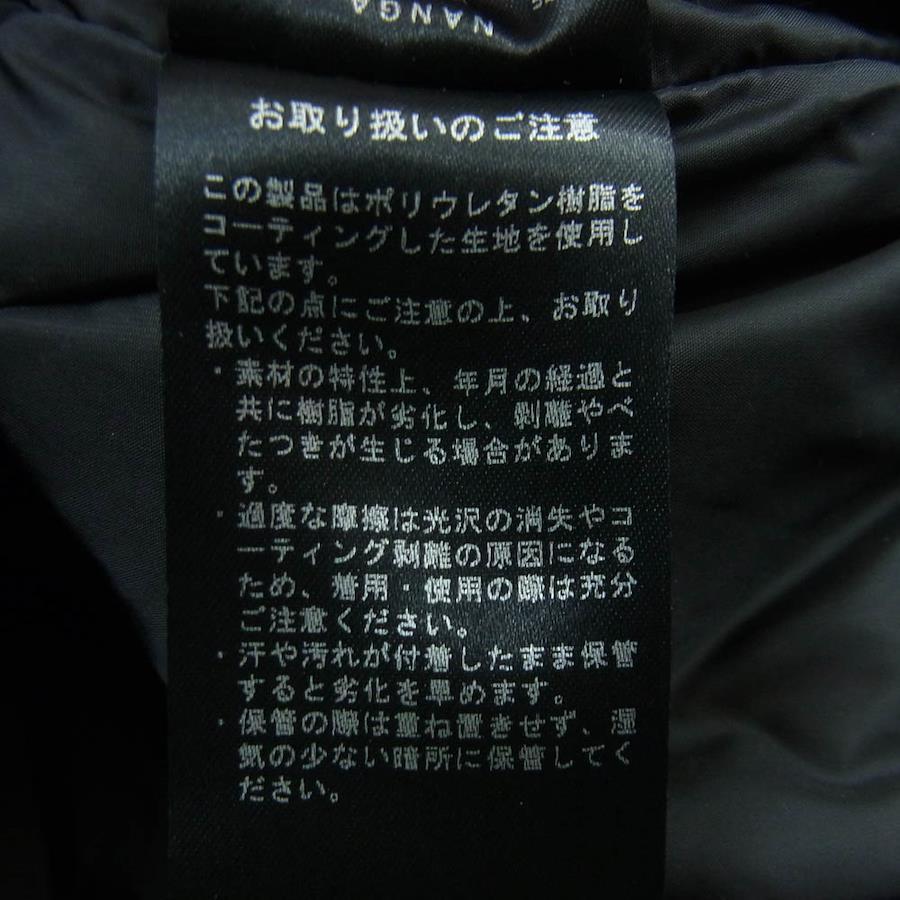 NANGA
お取り扱いのご注意
この製品はポリウレタン樹脂を
コーティングした生地を使用し
ています。
下記の点にご注意の上、お取り
扱いください。
・素材の特性上、年月の経過と
共に樹脂が劣化し、剥離やべ
たつきが生じる場合がありま
す。
・過度な摩擦は光沢の消失やコ
ーティング剥離の原因になる
ため、着用・使用の際は充分
ご注意ください。
・汗や汚れが付着したまま保管
すると劣化を早めます。
・保管の際は重ね置きせず、湿
気の少ない暗所に保管してく
ださい。